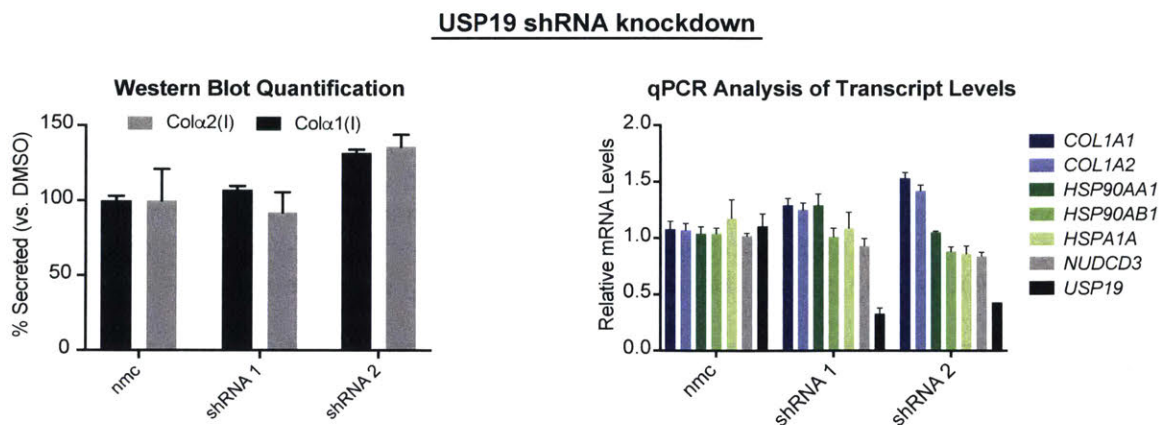 USP19 shRNA knockdown
Western Blot Quantification
Colα2(I) Colα1(I)
% Secreted (vs. DMSO)
150
100
50
0
nmc
shRNA 1
shRNA 2
qPCR Analysis of Transcript Levels
Relative mRNA Levels
2.0
1.5
1.0
0.5
0.0
nmc
shRNA 1
shRNA 2
COL1A1
COL1A2
HSP90AA1
HSP90AB1
HSPA1A
NUDCD3
USP19